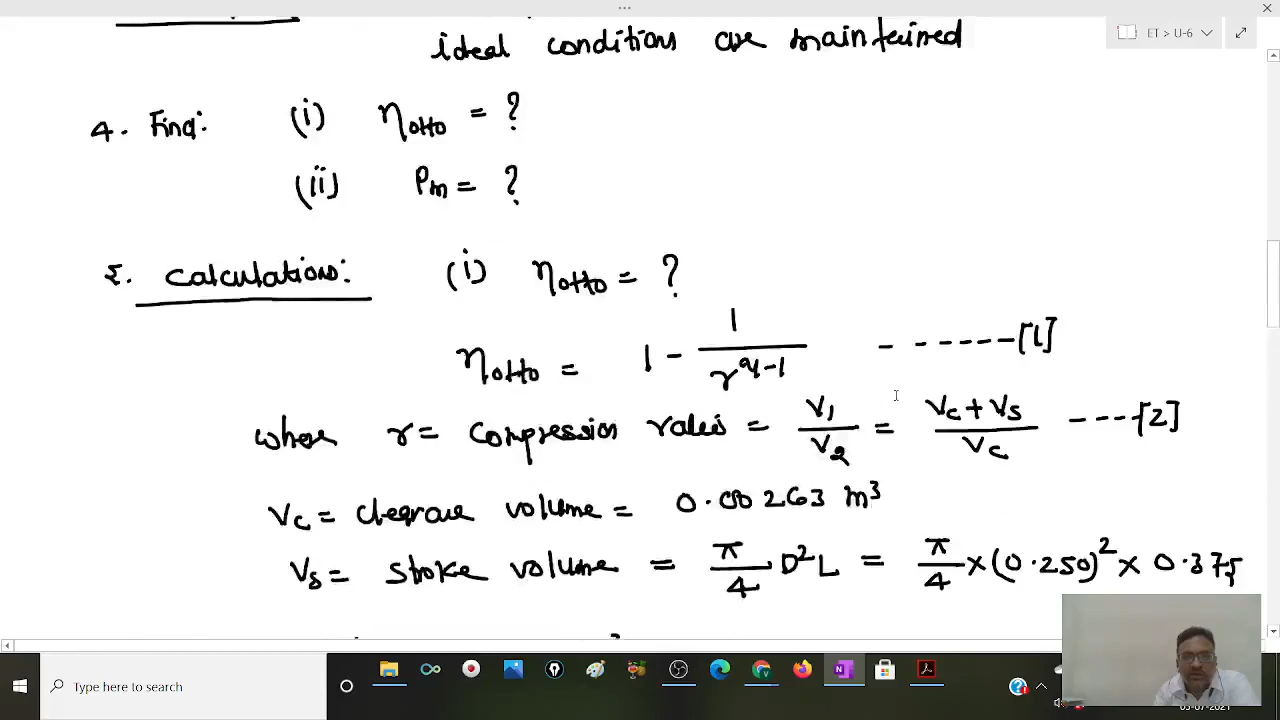 ET > U-6
ideal conditions are maintained
4. Find: (i) ηotto = ?
(ii) Pm = ?
5. Calculations: (i) ηotto = ?
ηotto = 1 - 1/r^γ-1 - - - - - - -[1]
where r = compression ratio = V1/V2 = Vc + Vs/Vc - - - -[2]
Vc = clearance volume = 0.00263 m³
Vs = stroke volume = π/4 D²L = π/4 × (0.250)² × 0.375
Type here to search